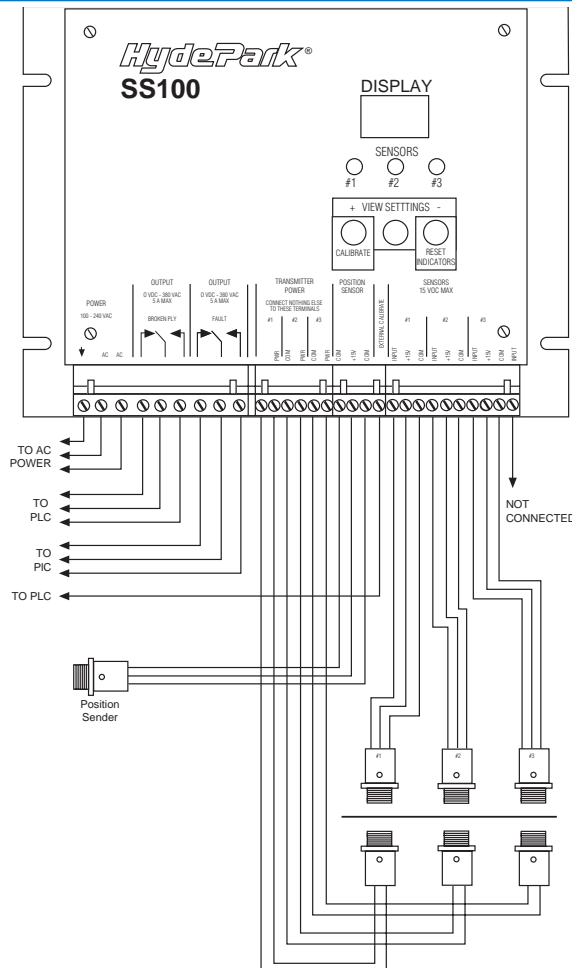 HydePark®
SS100
DISPLAY
SENSORS
#1 #2 #3
+ VIEW SETTTINGS -
CALIBRATE
RESET
INDICATORS
POWER
100 - 240 VAC
AC AC
OUTPUT
0 VDC - 380 VAC
5 A MAX
BROKEN PLY
OUTPUT
0 VDC - 380 VAC
5 A MAX
FAULT
TRANSMITTER
POWER
CONNECT NOTHING ELSE
TO THESE TERMINALS
#1 #2 #3
PWR COM PWR COM COM PWR
POSITION
SENSOR
COM +15V COM
EXTERNAL CALIBRATE
SENSORS
15 VOC MAX
#1 #2 #3
INPUT +15V COM INPUT +15V COM INPUT +15V COM INPUT
TO AC
POWER
TO
PLC
TO
PIC
TO PLC
NOT
CONNECTED
Position
Sender
#1 #2 #3